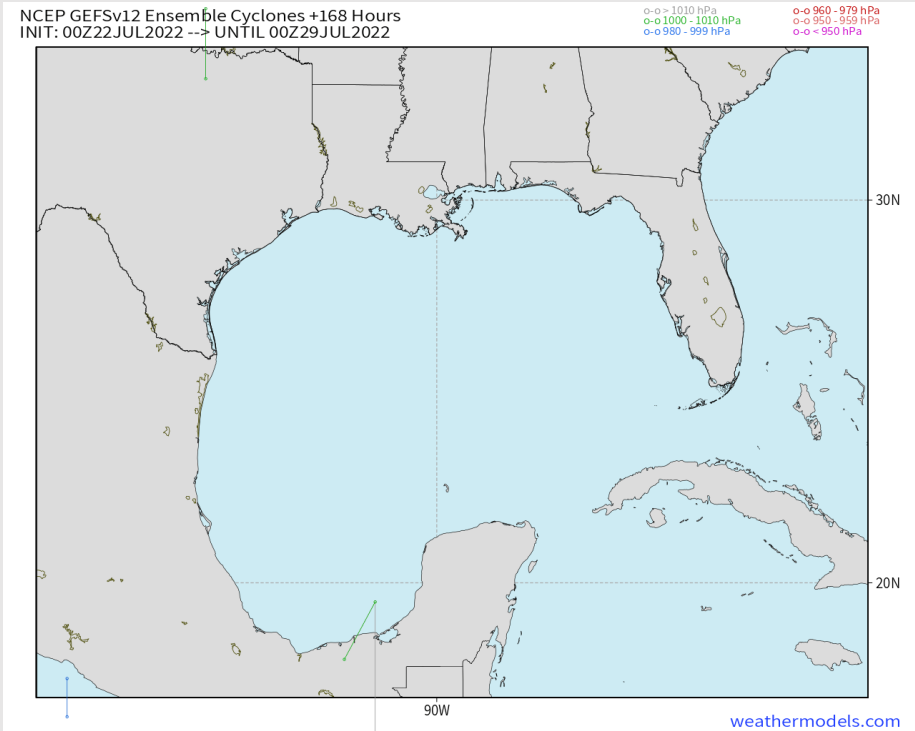 NCEP GEFSv12 Ensemble Cyclones +168 Hours
INIT: 00Z22JUL2022 --> UNTIL 00Z29JUL2022
o-o > 1010 hPa
o-o 1000 - 1010 hPa
o-o 980 - 999 hPa
o-o 960 - 979 hPa
o-o 950 - 959 hPa
o-o < 950 hPa
30N
20N
90W
weathermodels.com